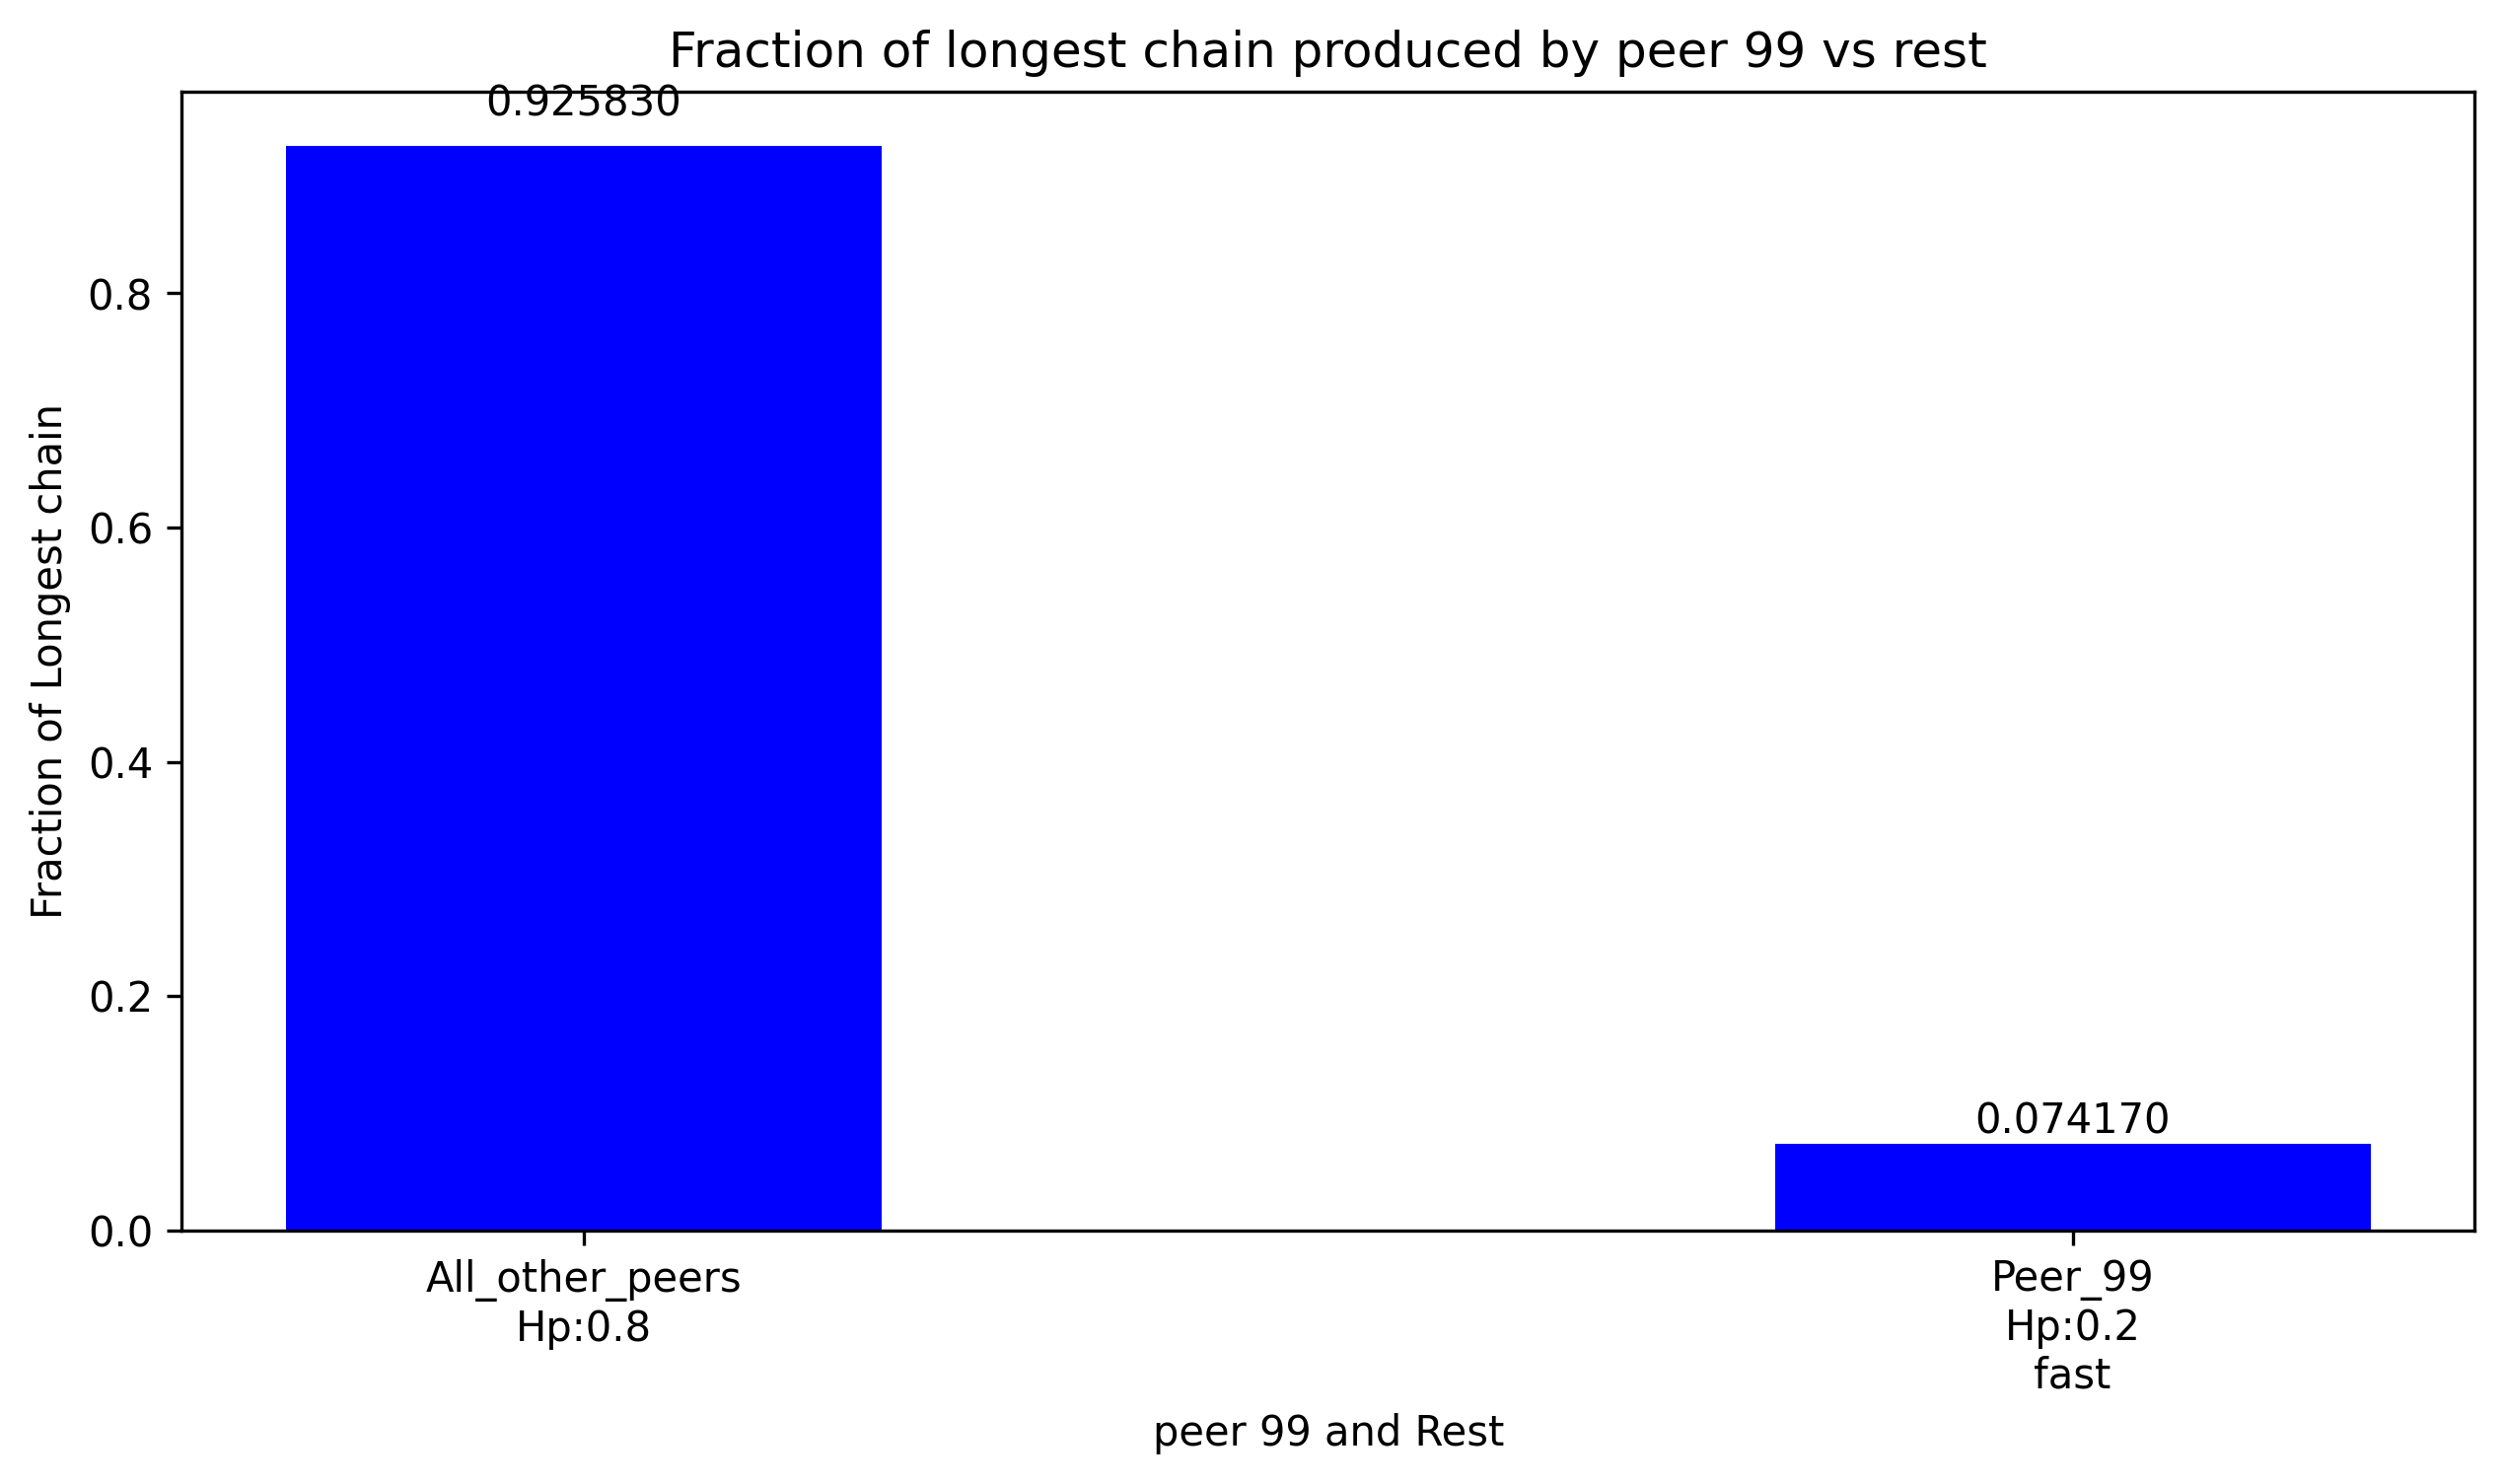 Fraction of longest chain produced by peer 99 vs rest
0.925830
0.8
0.6
0.4
0.2
0.0
Fraction of Longest chain
0.074170
All_other_peers
Hp:0.8
Peer_99
Hp:0.2
fast
peer 99 and Rest